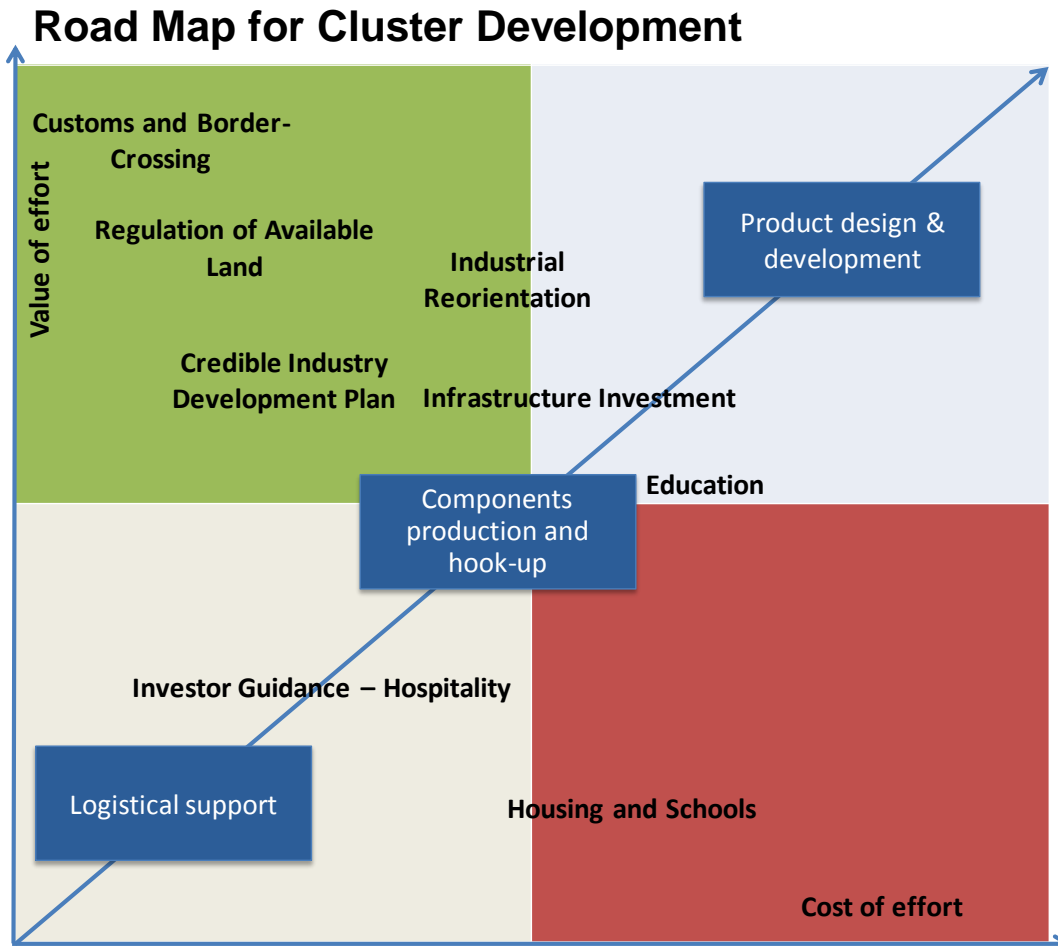 Road Map for Cluster Development
Customs and Border-
Crossing
Value of effort
Regulation of Available
Land
Product design &
development
Industrial
Reorientation
Credible Industry
Development Plan
Infrastructure Investment
Education
Components
production and
hook-up
Investor Guidance – Hospitality
Logistical support
Housing and Schools
Cost of effort